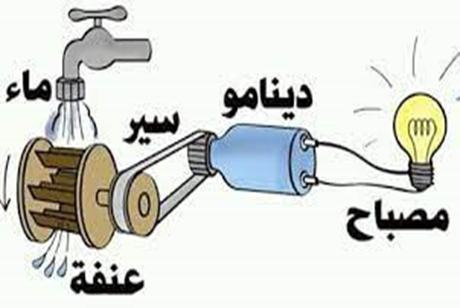 ماء
سير
دينامو
مصباح
عنفة